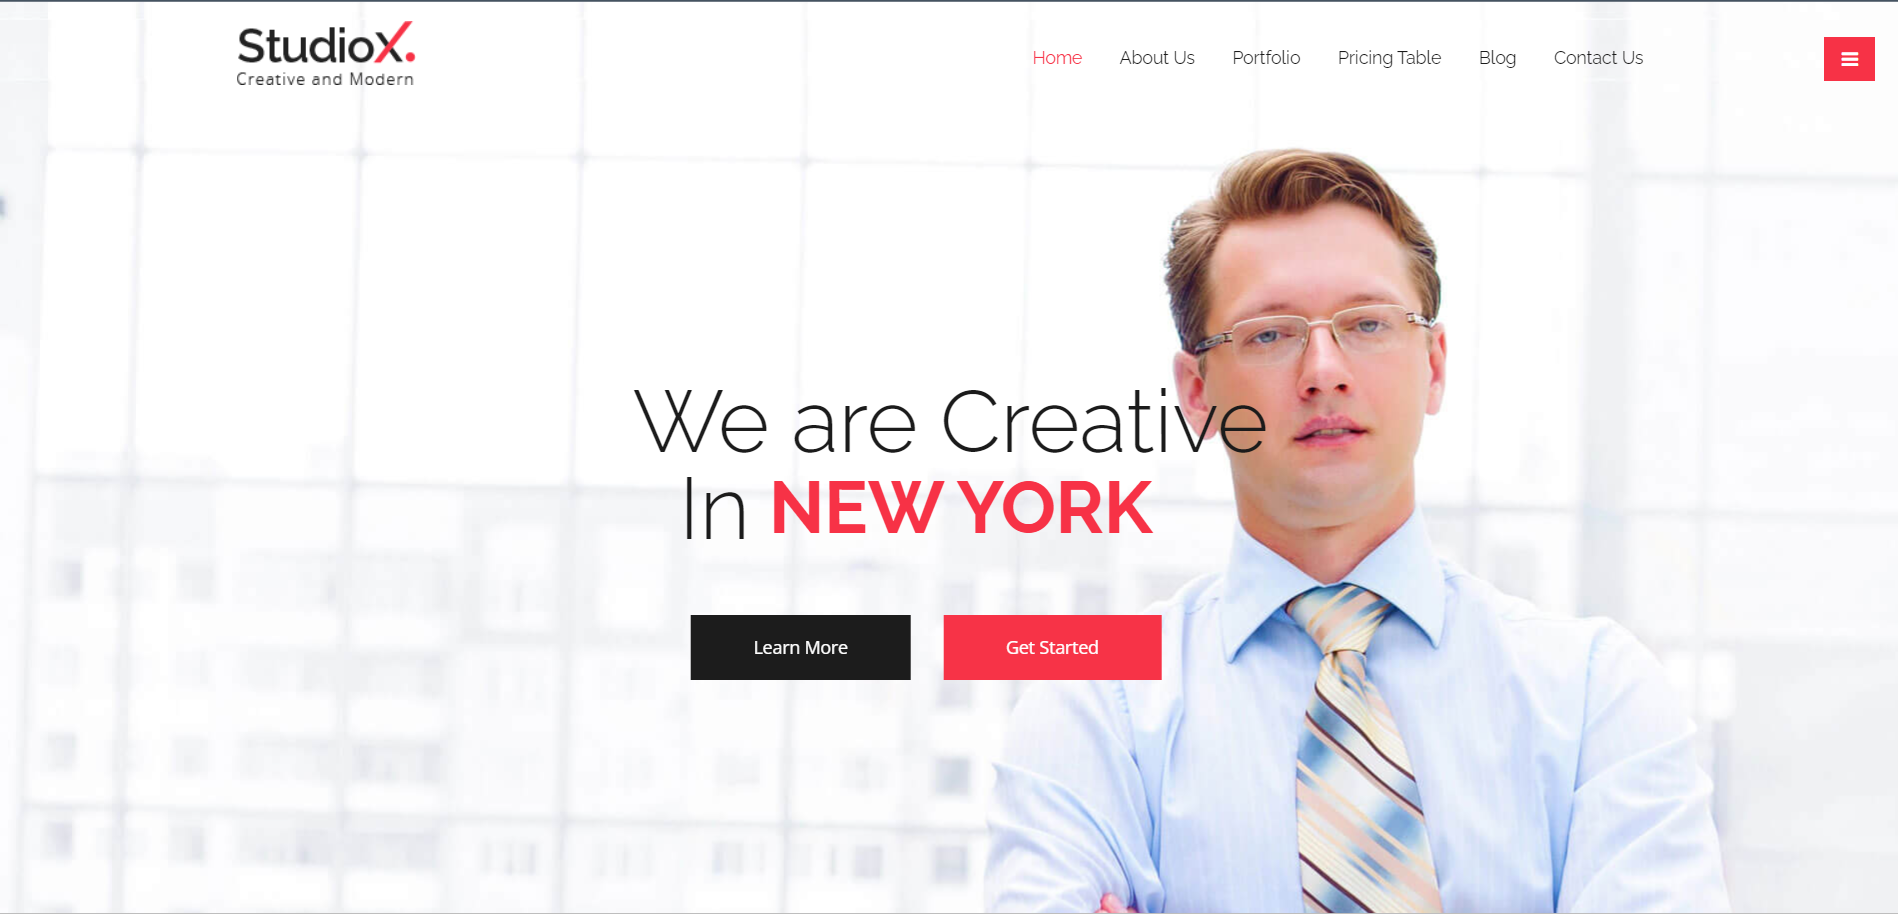 StudioX.
Creative and Modern
Home About Us Portfolio Pricing Table Blog Contact Us
We are Creative
In NEW YORK
Learn More Get Started